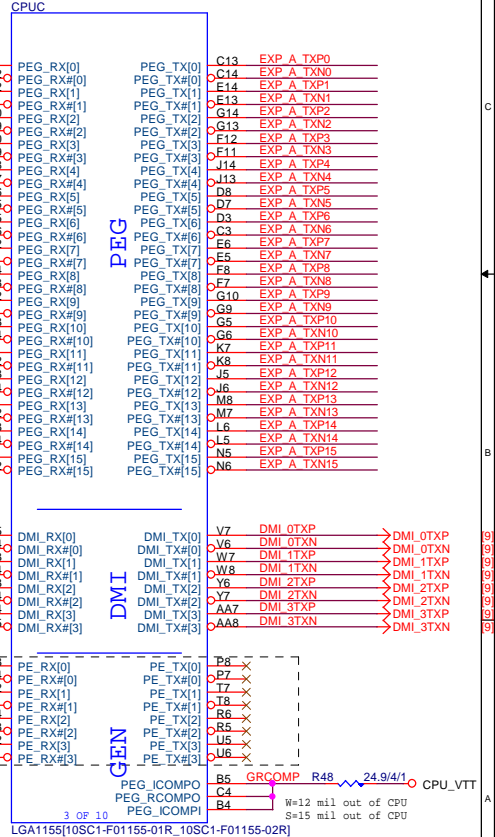 CPUC
PEG_RX[0] PEG_TX[0] C13 EXP_A_TXP0
PEG_RX#[0] PEG_TX#[0] C14 EXP_A_TXN0
PEG_RX[1] PEG_TX[1] E14 EXP_A_TXP1
PEG_RX#[1] PEG_TX#[1] E13 EXP_A_TXN1
C
PEG_RX[2] PEG_TX[2] G14 EXP_A_TXP2
PEG_RX#[2] PEG_TX#[2] G13 EXP_A_TXN2
PEG_RX[3] PEG_TX[3] F12 EXP_A_TXP3
PEG_RX#[3] PEG_TX#[3] F11 EXP_A_TXN3
PEG_RX[4] PEG_TX[4] J14 EXP_A_TXP4
PEG_RX#[4] PEG_TX#[4] J13 EXP_A_TXN4
PEG_RX[5] PEG_TX[5] D8 EXP_A_TXP5
PEG_RX#[5] PEG_TX#[5] D7 EXP_A_TXN5
PEG_RX[6] PEG_TX[6] D3 EXP_A_TXP6
PEG_RX#[6] PEG_TX#[6] C3 EXP_A_TXN6
PEG
PEG_RX[7] PEG_TX[7] E6 EXP_A_TXP7
PEG_RX#[7] PEG_TX#[7] E5 EXP_A_TXN7
PEG_RX[8] PEG_TX[8] F8 EXP_A_TXP8
PEG_RX#[8] PEG_TX#[8] F7 EXP_A_TXN8
PEG_RX[9] PEG_TX[9] G10 EXP_A_TXP9
PEG_RX#[9] PEG_TX#[9] G9 EXP_A_TXN9
PEG_RX[10] PEG_TX[10] G5 EXP_A_TXP10
PEG_RX#[10] PEG_TX#[10] G6 EXP_A_TXN10
PEG_RX[11] PEG_TX[11] K7 EXP_A_TXP11
PEG_RX#[11] PEG_TX#[11] K8 EXP_A_TXN11
PEG_RX[12] PEG_TX[12] J5 EXP_A_TXP12
PEG_RX#[12] PEG_TX#[12] J6 EXP_A_TXN12
PEG_RX[13] PEG_TX[13] M8 EXP_A_TXP13
PEG_RX#[13] PEG_TX#[13] M7 EXP_A_TXN13
PEG_RX[14] PEG_TX[14] L6 EXP_A_TXP14
PEG_RX#[14] PEG_TX#[14] L5 EXP_A_TXN14
B
PEG_RX[15] PEG_TX[15] N5 EXP_A_TXP15
PEG_RX#[15] PEG_TX#[15] N6 EXP_A_TXN15
DMI_RX[0] DMI_TX[0] V7 DMI_0TXP DMI_0TXP [9]
DMI_RX#[0] DMI_TX#[0] V6 DMI_0TXN DMI_0TXN [9]
DMI_RX[1] DMI_TX[1] W7 DMI_1TXP DMI_1TXP [9]
DMI_RX#[1] DMI_TX#[1] W8 DMI_1TXN DMI_1TXN [9]
DMI
DMI_RX[2] DMI_TX[2] Y6 DMI_2TXP DMI_2TXP [9]
DMI_RX#[2] DMI_TX#[2] Y7 DMI_2TXN DMI_2TXN [9]
DMI_RX[3] DMI_TX[3] AA7 DMI_3TXP DMI_3TXP [9]
DMI_RX#[3] DMI_TX#[3] AA8 DMI_3TXN DMI_3TXN [9]
PE_RX[0] PE_TX[0] P8
PE_RX#[0] PE_TX#[0] P7
PE_RX[1] PE_TX[1] T7
PE_RX#[1] PE_TX#[1] T8
PE_RX[2] PE_TX[2] R6
PE_RX#[2] PE_TX#[2] R5
GEN
PE_RX[3] PE_TX[3] U5
PE_RX#[3] PE_TX#[3] U6
PEG_ICOMPO B5 GRCOMP R48 24.9/4/1 CPU_VTT
PEG_RCOMPO C4 W=12 mil out of CPU
A
PEG_ICOMPI B4 S=15 mil out of CPU
3 OF 10
LGA1155[10SC1-F01155-01R_10SC1-F01155-02R]